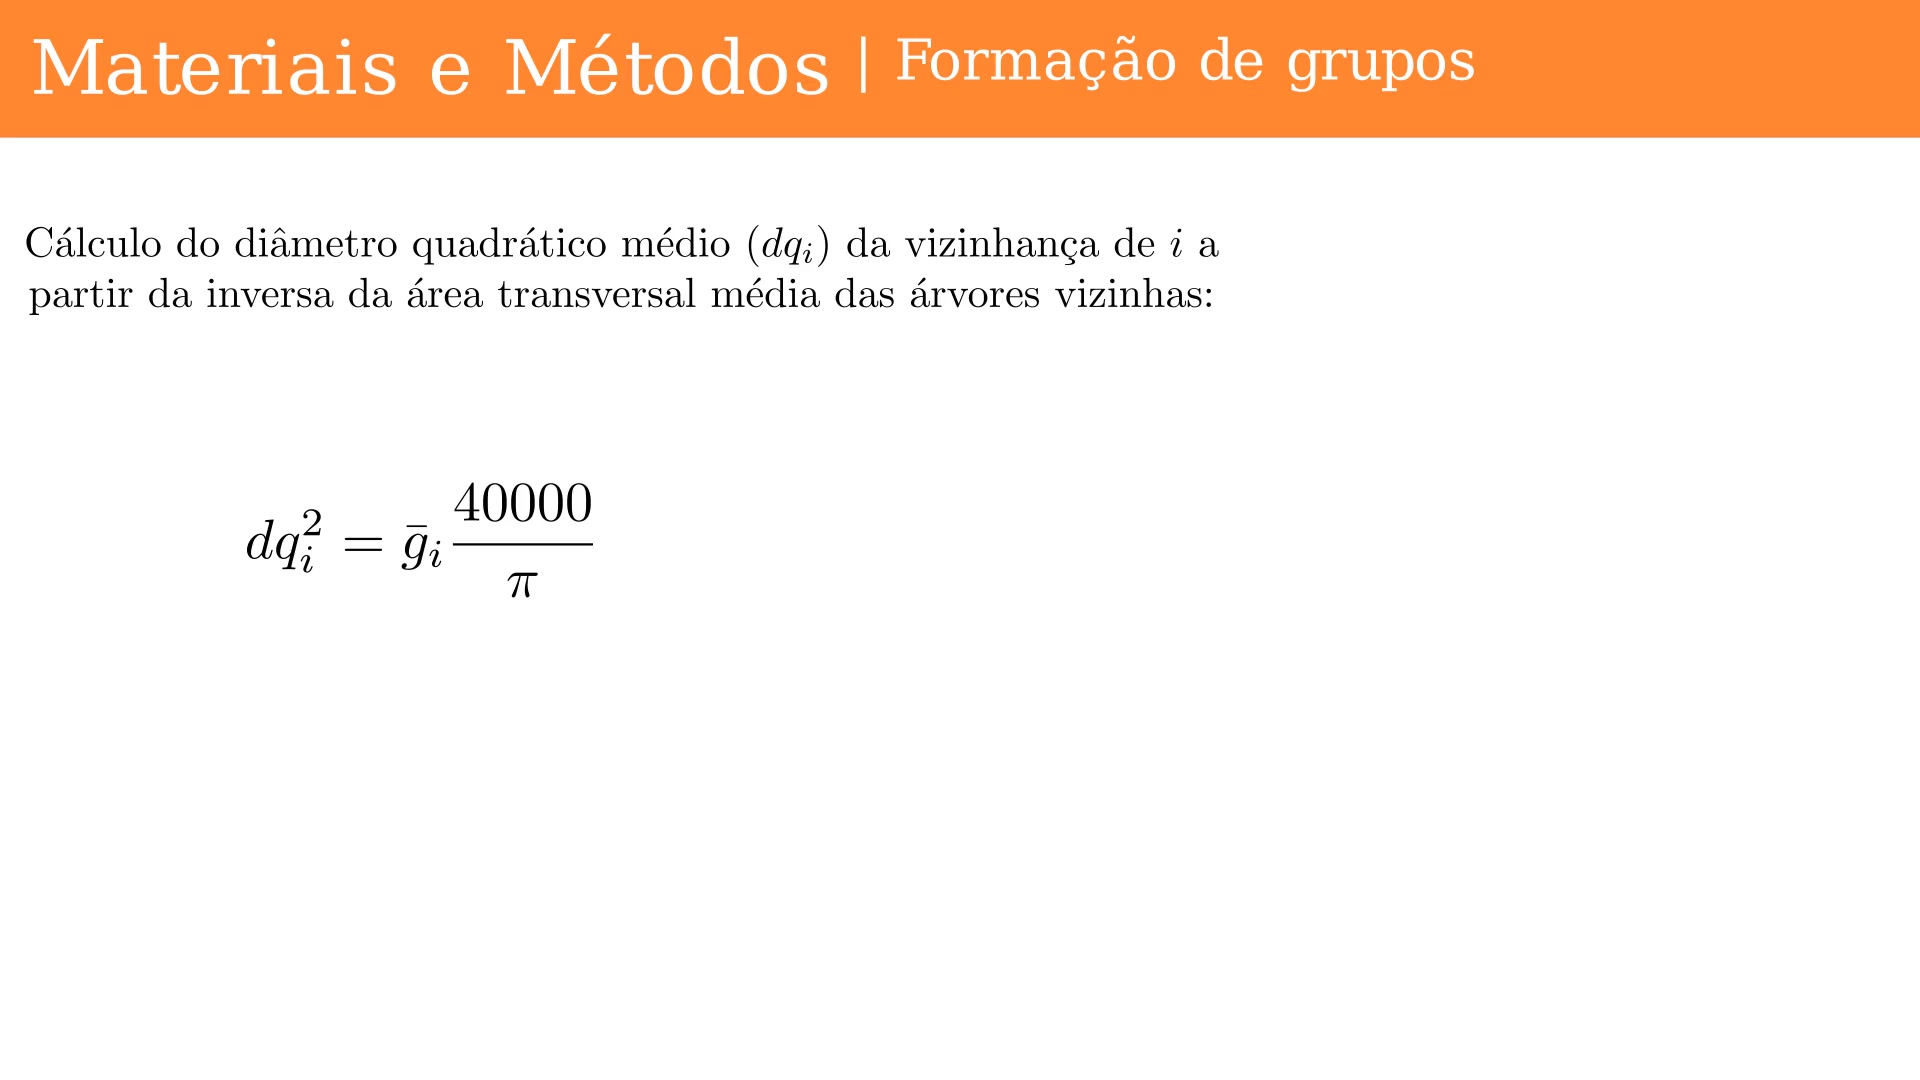 Materiais e Métodos | Formação de grupos
Cálculo do diâmetro quadrático médio (dq_i) da vizinhança de i a
partir da inversa da área transversal média das árvores vizinhas:
dq_i^2 = \bar{g}_i \frac{40000}{\pi}